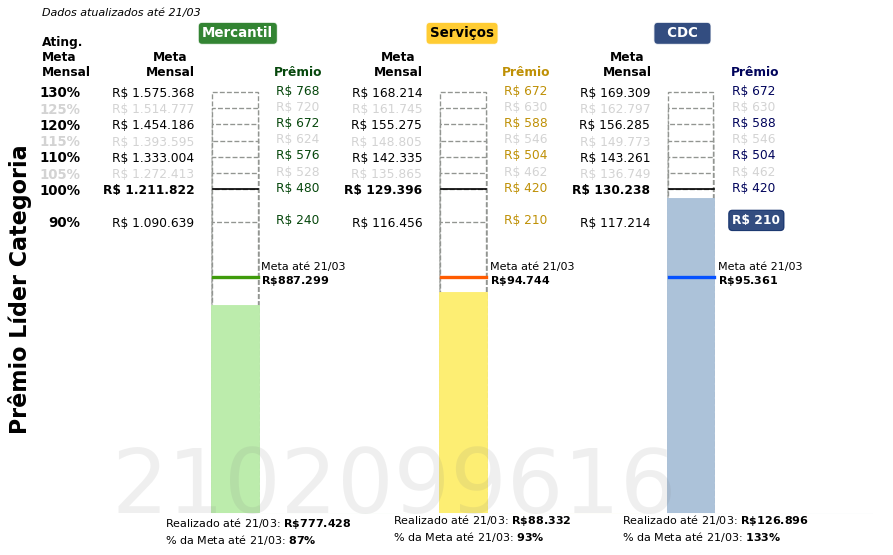 Dados atualizados até 21/03
Mercantil Serviços CDC
Ating. Meta Mensal Meta Mensal Prêmio Meta Mensal Prêmio Meta Mensal Prêmio
130% R$ 1.575.368 R$ 768 R$ 168.214 R$ 672 R$ 169.309 R$ 672
125% R$ 1.514.777 R$ 720 R$ 161.745 R$ 630 R$ 162.797 R$ 630
120% R$ 1.454.186 R$ 672 R$ 155.275 R$ 588 R$ 156.285 R$ 588
115% R$ 1.393.595 R$ 624 R$ 148.805 R$ 546 R$ 149.773 R$ 546
110% R$ 1.333.004 R$ 576 R$ 142.335 R$ 504 R$ 143.261 R$ 504
105% R$ 1.272.413 R$ 528 R$ 135.865 R$ 462 R$ 136.749 R$ 462
100% R$ 1.211.822 R$ 480 R$ 129.396 R$ 420 R$ 130.238 R$ 420
90% R$ 1.090.639 R$ 240 R$ 116.456 R$ 210 R$ 117.214 R$ 210
Meta até 21/03 Meta até 21/03 Meta até 21/03
R$887.299 R$94.744 R$95.361
Prêmio Líder Categoria
2102099616
Realizado até 21/03: R$777.428 Realizado até 21/03: R$88.332 Realizado até 21/03: R$126.896
% da Meta até 21/03: 87% % da Meta até 21/03: 93% % da Meta até 21/03: 133%